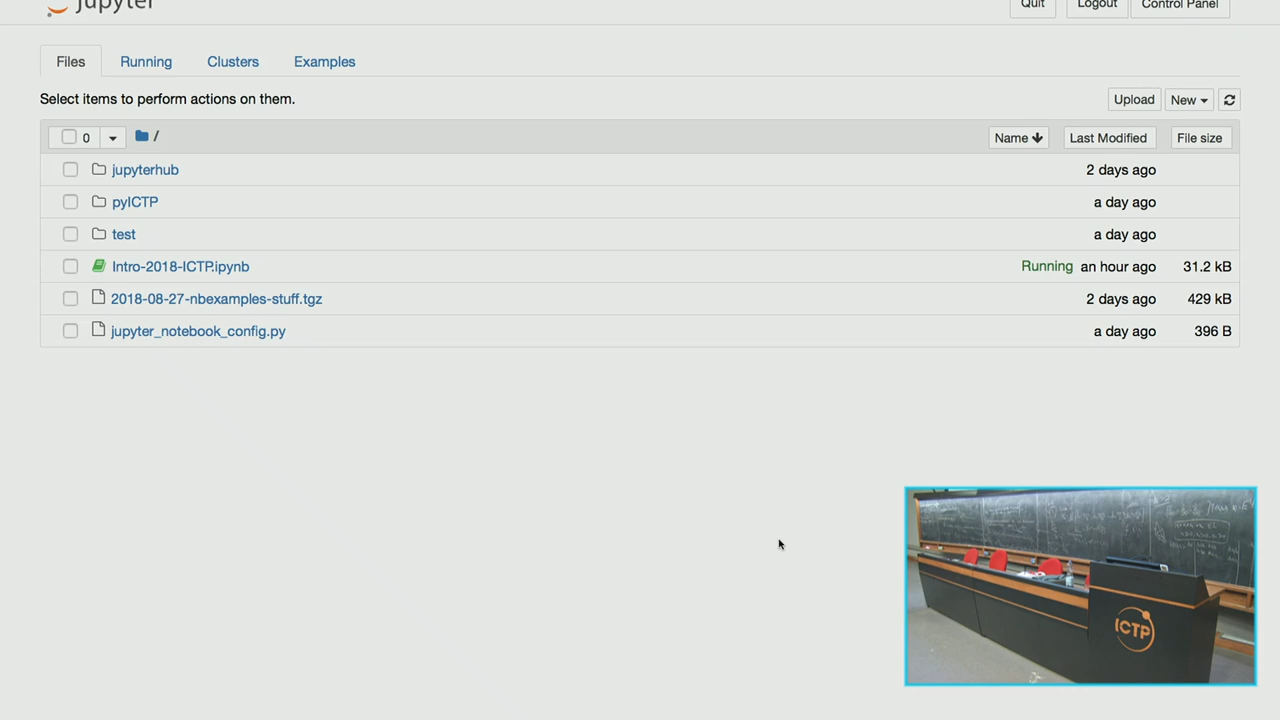 jupyter
Quit Logout Control Panel
Files Running Clusters Examples
Select items to perform actions on them.
Upload New
0 / Name Last Modified File size
jupyterhub 2 days ago
pyICTP a day ago
test a day ago
Intro-2018-ICTP.ipynb Running an hour ago 31.2 kB
2018-08-27-nbexamples-stuff.tgz 2 days ago 429 kB
jupyter_notebook_config.py a day ago 396 B
ICTP